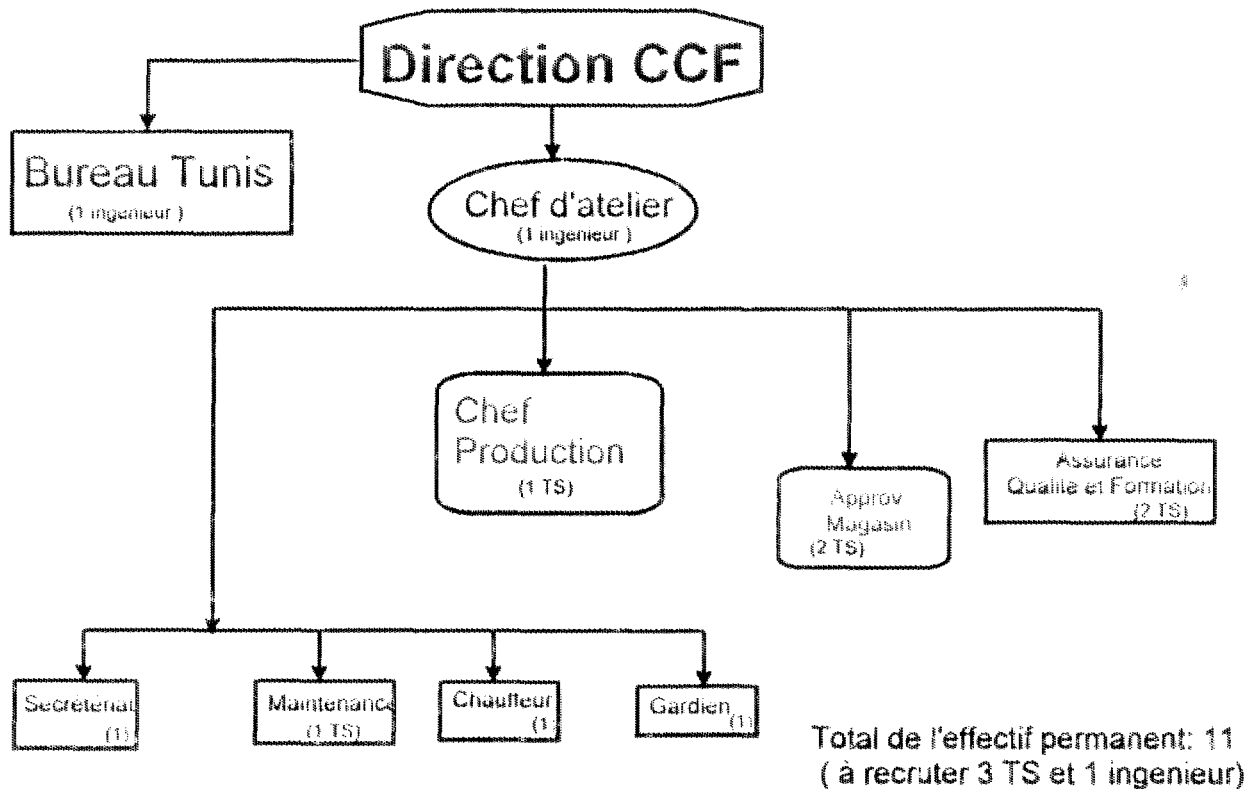 Direction CCF
Bureau Tunis
(1 ingenieur )
Chef d'atelier
(1 ingenieur )
Chef
Production
(1 TS)
Approv
Magasin
(2 TS)
Assurance
Qualite et Formation
(2 TS)
Secrétériat
(1)
Maintenance
(1 TS)
Chauffeur
(1)
Gardien
(1)
Total de l'effectif permanent: 11
( à recruter 3 TS et 1 ingenieur)